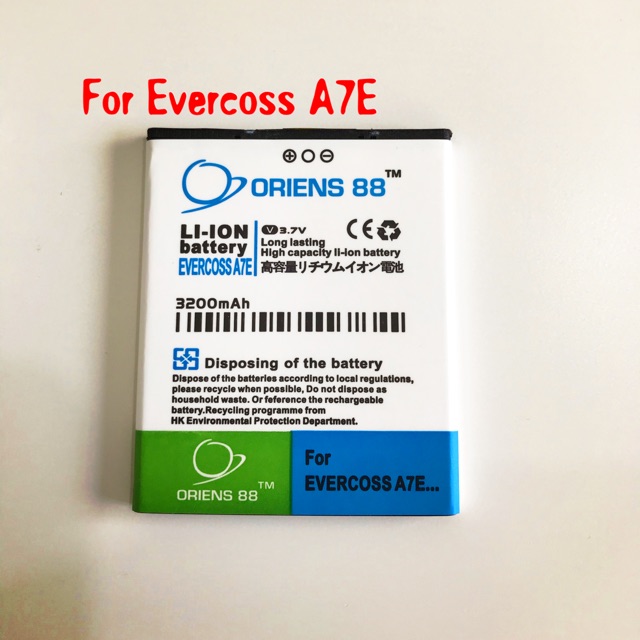 For Evercoss A7E
⊕○⊖
ORIENS 88™
LI-ION
battery
EVERCOSS A7E
V 3.7V
CE
Long lasting
High capacity li-ion battery
高容量リチウムイオン電池
3200mAh
Disposing of the battery
Dispose of the batteries according to local regulations,
please recycle when possible, Do not dispose as
household waste. Or reference the rechargeable
battery.Recycling programme from
HK Environmental Protection Department.
ORIENS 88™
For
EVERCOSS A7E...